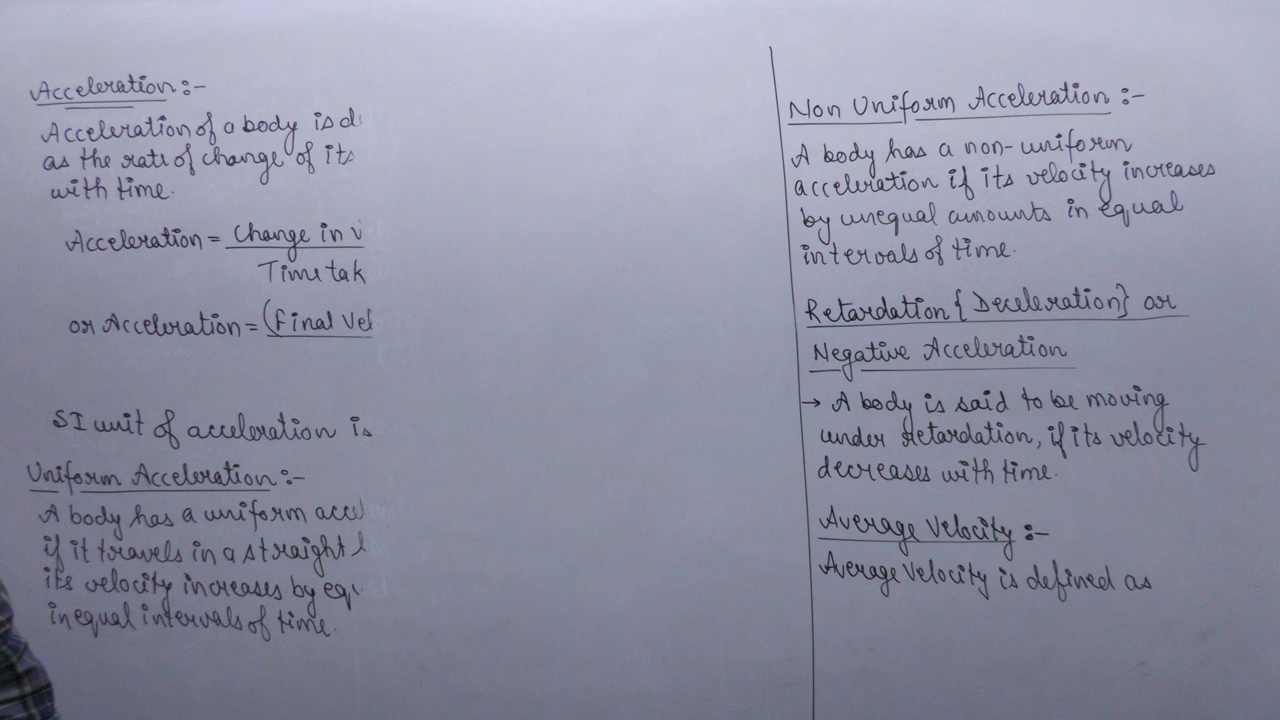 Acceleration:-
Acceleration of a body is
as the rate of change of its
with time.
Acceleration = Change in
Time
or Acceleration = (Final
SI unit of acceleration is
Uniform Acceleration:-
A body has a uniform
if it travels in a straight
its velocity increases by
in equal intervals of time.
Non Uniform Acceleration:-
A body has a non-uniform
acceleration if its velocity increases
by unequal amounts in equal
intervals of time.
Retardation{Deceleration} or
Negative Acceleration
→ A body is said to be moving
under retardation, if its velocity
decreases with time.
Average Velocity:-
Average Velocity is defined as